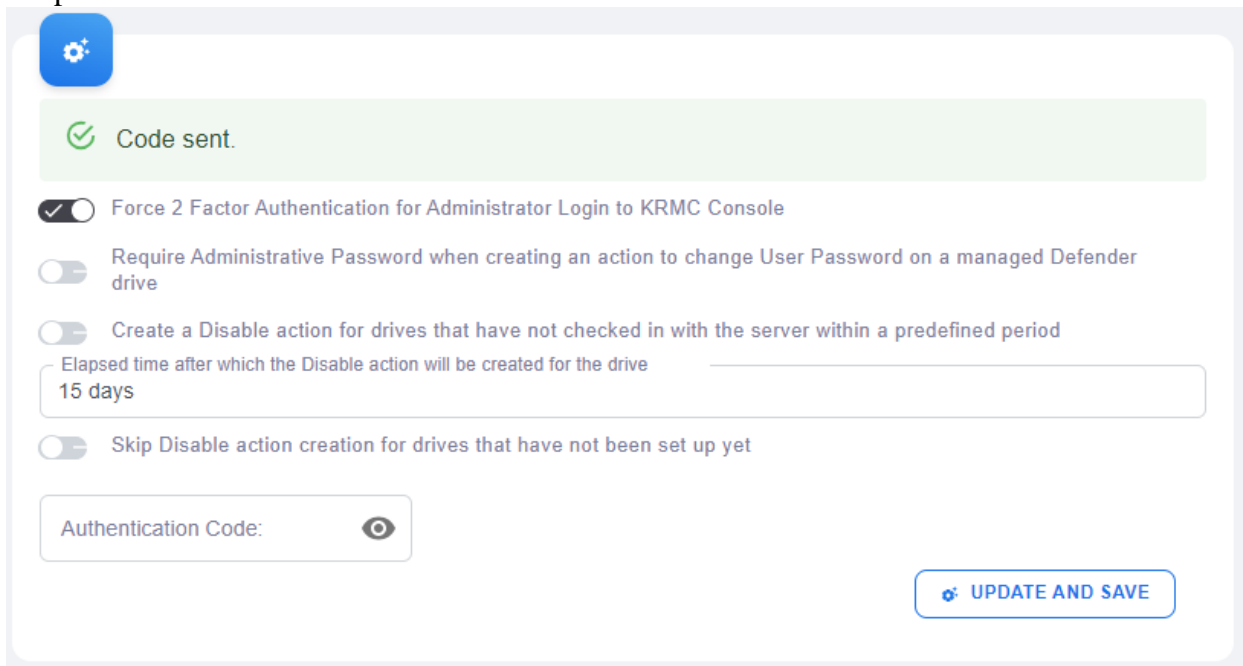 Code sent.
Force 2 Factor Authentication for Administrator Login to KRMC Console
Require Administrative Password when creating an action to change User Password on a managed Defender
drive
Create a Disable action for drives that have not checked in with the server within a predefined period
Elapsed time after which the Disable action will be created for the drive
15 days
Skip Disable action creation for drives that have not been set up yet
Authentication Code:
UPDATE AND SAVE